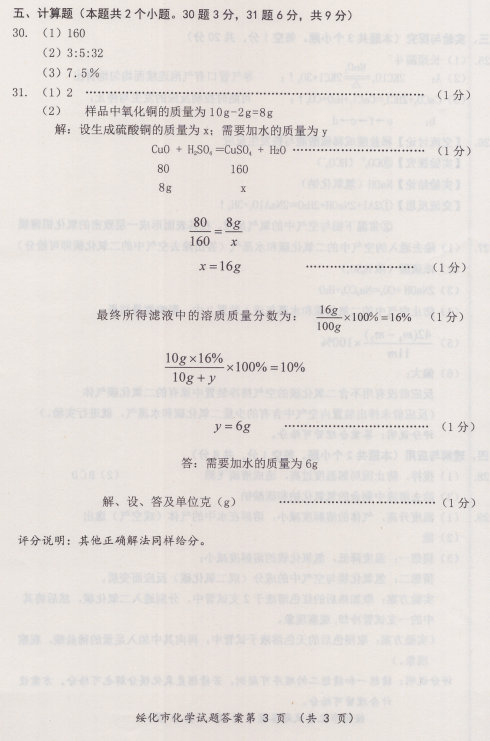 五、计算题（本题共2个小题。30题3分，31题6分，共9分）
30. （1）160
（2）3:5:32
（3）7.5%
31. （1）2 ……………………………………………………（1分）
（2） 样品中氧化铜的质量为10g-2g=8g
解：设生成硫酸铜的质量为x；需要加水的质量为y
CuO + H₂SO₄ =CuSO₄ + H₂O ……………………（1分）
80 160
8g x
80/160 = 8g/x
x=16g ………………………（1分）
最终所得滤液中的溶质质量分数为： 16g/100g ×100%=16% （1分）
(10g×16%)/(10g+y) ×100%=10%
y=6g ………………………（1分）
答：需要加水的质量为6g
解、设、答及单位克（g） ………………………（1分）
评分说明：其他正确解法同样给分。
绥化市化学试题答案第 3 页 （共 3 页）